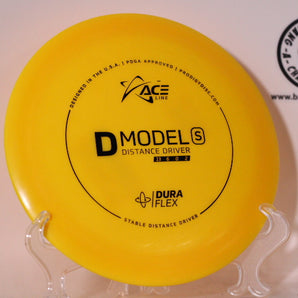 DESIGNED IN THE U.S.A. | PDGA APPROVED | PRODIGYDISC.COM
ACE
LINE
D MODEL S
DISTANCE DRIVER
DURA
FLEX
STABLE DISTANCE DRIVER